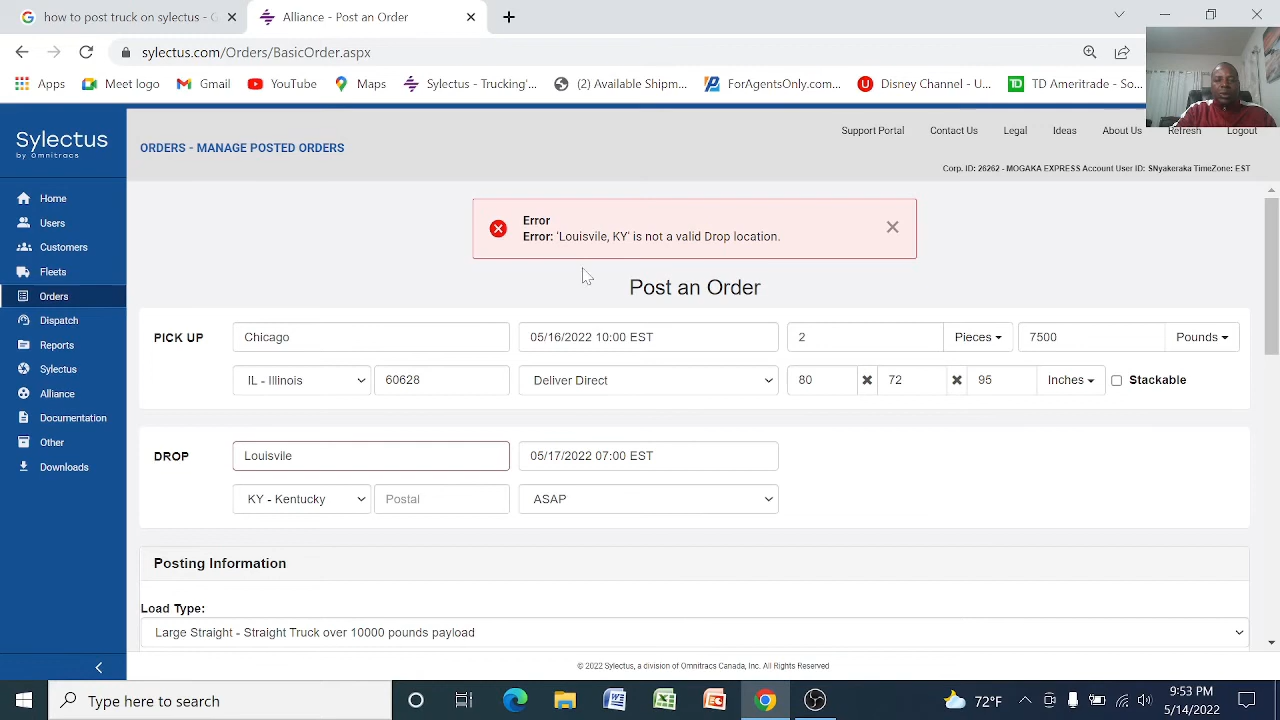 how to post truck on sylectus - G
Alliance - Post an Order
sylectus.com/Orders/BasicOrder.aspx
Apps
Meet logo
Gmail
YouTube
Maps
Sylectus - Trucking...
(2) Available Shipm...
ForAgentsOnly.com...
Disney Channel - U...
TD Ameritrade - So...
Sylectus
by Omnitracs
Support Portal
Contact Us
Legal
Ideas
About Us
Refresh
Logout
ORDERS - MANAGE POSTED ORDERS
Corp. ID: 26262 - MOGAKA EXPRESS Account User ID: SNyakeraka TimeZone: EST
Home
Users
Customers
Fleets
Orders
Dispatch
Reports
Sylectus
Alliance
Documentation
Other
Downloads
Error
Error: 'Louisvile, KY' is not a valid Drop location.
Post an Order
PICK UP
Chicago
05/16/2022 10:00 EST
2
Pieces
7500
Pounds
IL - Illinois
60628
Deliver Direct
80
72
95
Inches
Stackable
DROP
Louisvile
05/17/2022 07:00 EST
KY - Kentucky
Postal
ASAP
Posting Information
Load Type:
Large Straight - Straight Truck over 10000 pounds payload
© 2022 Sylectus, a division of Omnitracs Canada, Inc. All Rights Reserved
Type here to search
72°F
9:53 PM
5/14/2022